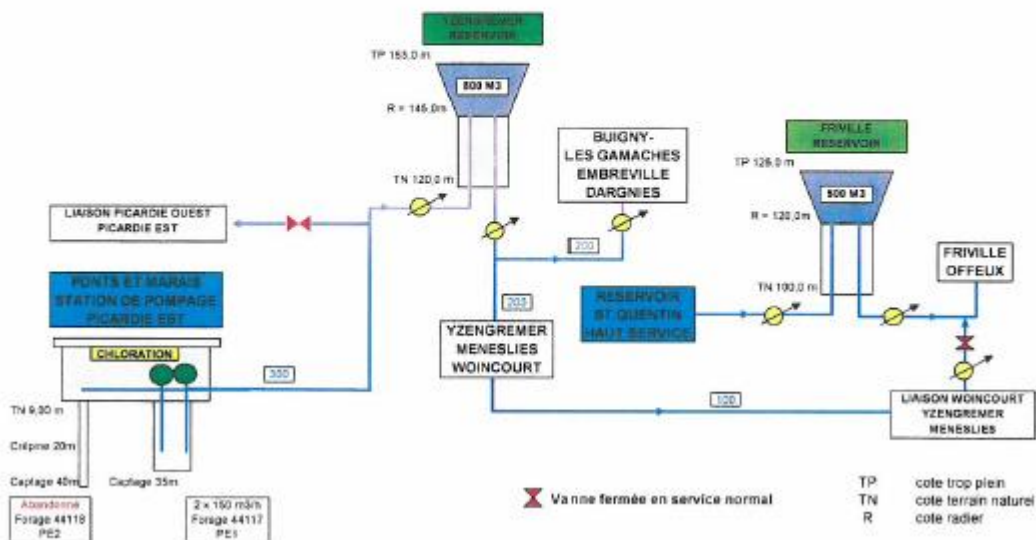 YZENGREMER
RESERVOIR
TP 153,0 m
800 M3
R = 145,0m
TN 120,0 m
BUIGNY-
LES GAMACHES
EMBREVILLE
DARGNIES
FRIVILLE
RESERVOIR
TP 125,0 m
500 M3
R = 120,0m
TN 100,0 m
LIAISON PICARDIE OUEST
PICARDIE EST
200
FRIVILLE
OFFEUX
PONTS ET MARAIS
STATION DE POMPAGE
PICARDIE EST
RESERVOIR
ST QUENTIN
HAUT SERVICE
200
CHLORATION
YZENGREMER
MENESLIES
WOINCOURT
300
100
LIAISON WOINCOURT
YZENGREMER
MENESLIES
TN 9,00 m
Crépine 20m
Captage 40m
Captage 35m
Abandonné
Forage 44118
PE2
2 x 150 m3/h
Forage 44117
PE1
Vanne fermée en service normal
TP cote trop plein
TN cote terrain naturel
R cote radier